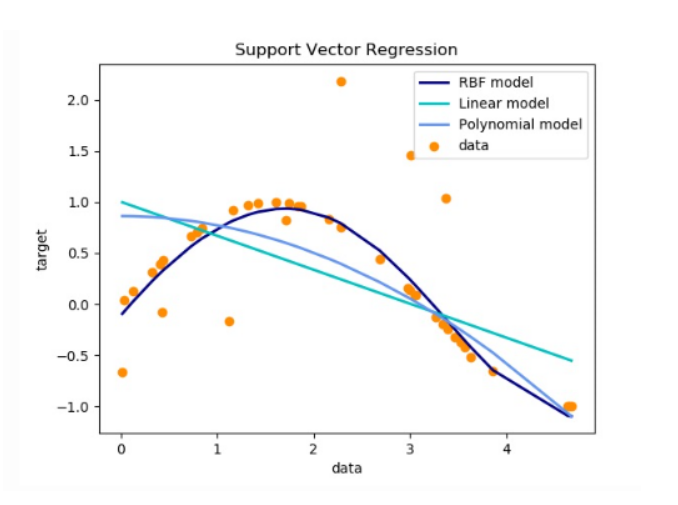 Support Vector Regression
RBF model
Linear model
Polynomial model
data
2.0
1.5
1.0
0.5
0.0
−0.5
−1.0
target
0 1 2 3 4
data